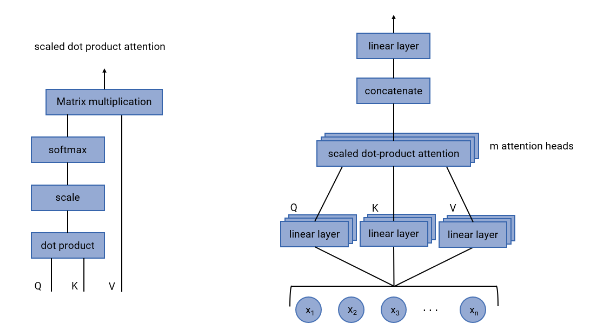 scaled dot product attention
Matrix multiplication
softmax
scale
dot product
Q K V
linear layer
concatenate
scaled dot-product attention
m attention heads
Q K V
linear layer linear layer linear layer
x1 x2 x3 ... xn